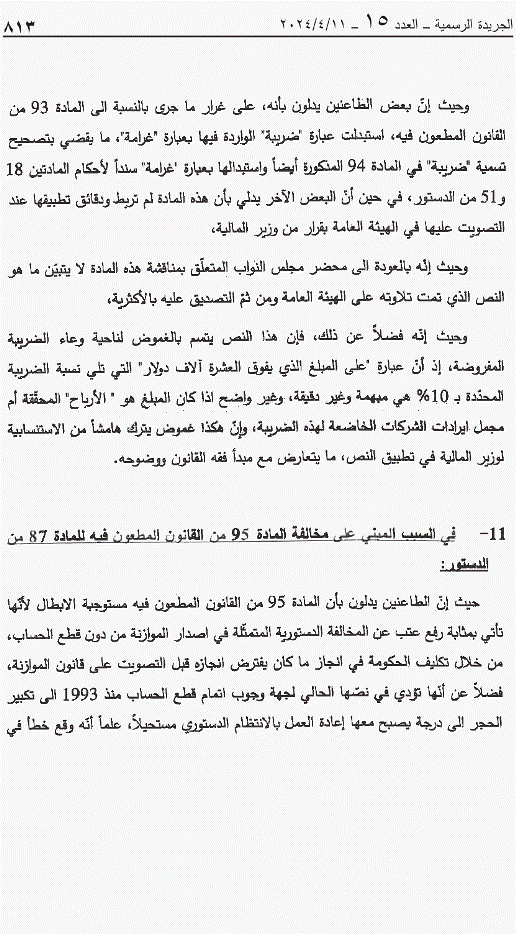 الجريدة الرسمية – العدد ١٥ – ٢٠٢٤/٤/١١ ٨١٣
وحيث إنّ بعض الطاعنين يدلون بأنه، على غرار ما جرى بالنسبة الى المادة 93 من
القانون المطعون فيه، استبدلت عبارة "ضريبة" الواردة فيها بعبارة "غرامة"، ما يقضي بتصحيح
تسمية "ضريبة" في المادة 94 المذكورة أيضاً واستبدالها بعبارة "غرامة" سنداً لأحكام المادتين 18
و51 من الدستور، في حين أنّ البعض الآخر يدلي بأن هذه المادة لم تربط ودقائق تطبيقها عند
التصويت عليها في الهيئة العامة بقرار من وزير المالية،
وحيث إنّه بالعودة الى محضر مجلس النواب المتعلّق بمناقشة هذه المادة لا يتبيّن ما هو
النص الذي تمت تلاوته على الهيئة العامة ومن ثمّ التصديق عليه بالأكثرية،
وحيث إنّه فضلاً عن ذلك، فإن هذا النص يتسم بالغموض لناحية وعاء الضريبة
المفروضة، إذ أنّ عبارة "على المبلغ الذي يفوق العشرة آلاف دولار" التي تلي نسبة الضريبة
المحدّدة بـ 10% هي مبهمة وغير دقيقة، وغير واضح اذا كان المبلغ هو " الأرباح" المحقّقة أم
مجمل ايرادات الشركات الخاضعة لهذه الضريبة، وإنّ هكذا غموض يترك هامشاً من الاستنسابية
لوزير المالية في تطبيق النص، ما يتعارض مع مبدأ فقه القانون ووضوحه.
11- في السبب المبني على مخالفة المادة 95 من القانون المطعون فيه للمادة 87 من
الدستور:
حيث إنّ الطاعنين يدلون بأن المادة 95 من القانون المطعون فيه مستوجبة الابطال لأنّها
تأتي بمثابة رفع عتب عن المخالفة الدستورية المتمثّلة في اصدار الموازنة من دون قطع الحساب،
من خلال تكليف الحكومة في انجاز ما كان يفترض انجازه قبل التصويت على قانون الموازنة،
فضلاً عن أنّها تؤدي في نصّها الحالي لجهة وجوب اتمام قطع الحساب منذ 1993 الى تكبير
الحجر الى درجة يصبح معها إعادة العمل بالانتظام الدستوري مستحيلاً، علماً أنّه وقع خطأ في